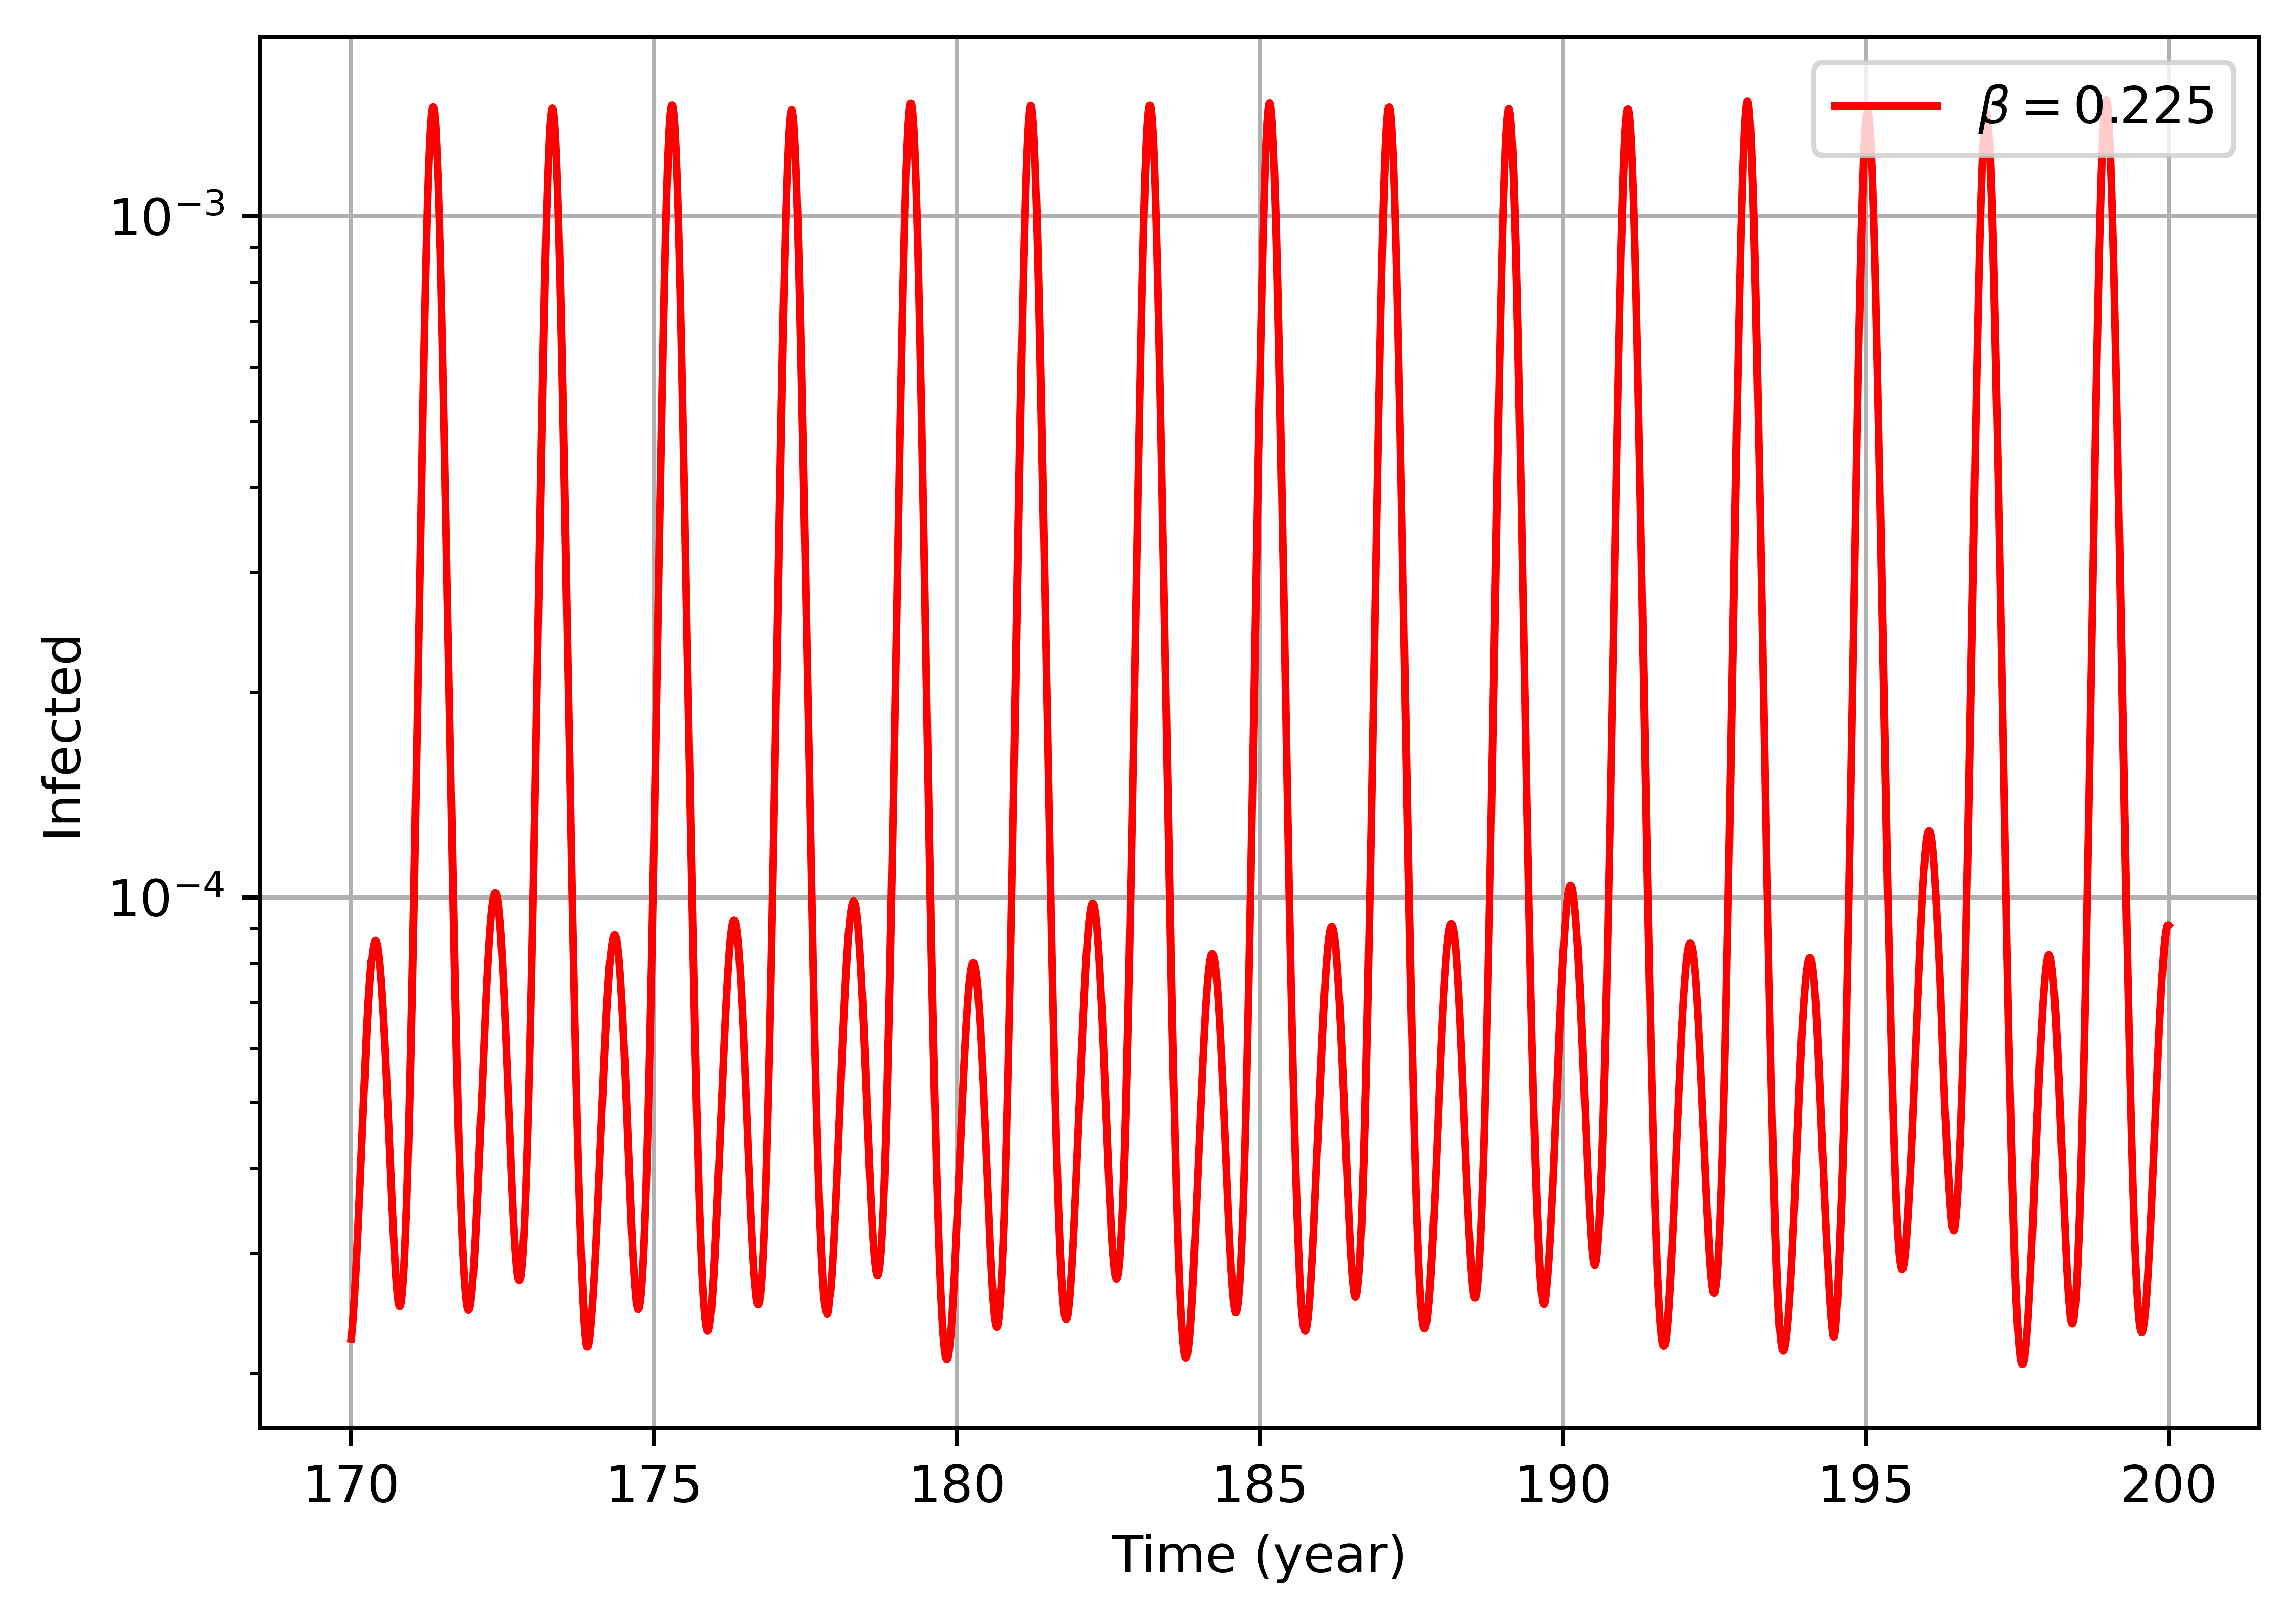 β = 0.225
10⁻³
10⁻⁴
Infected
170 175 180 185 190 195 200
Time (year)